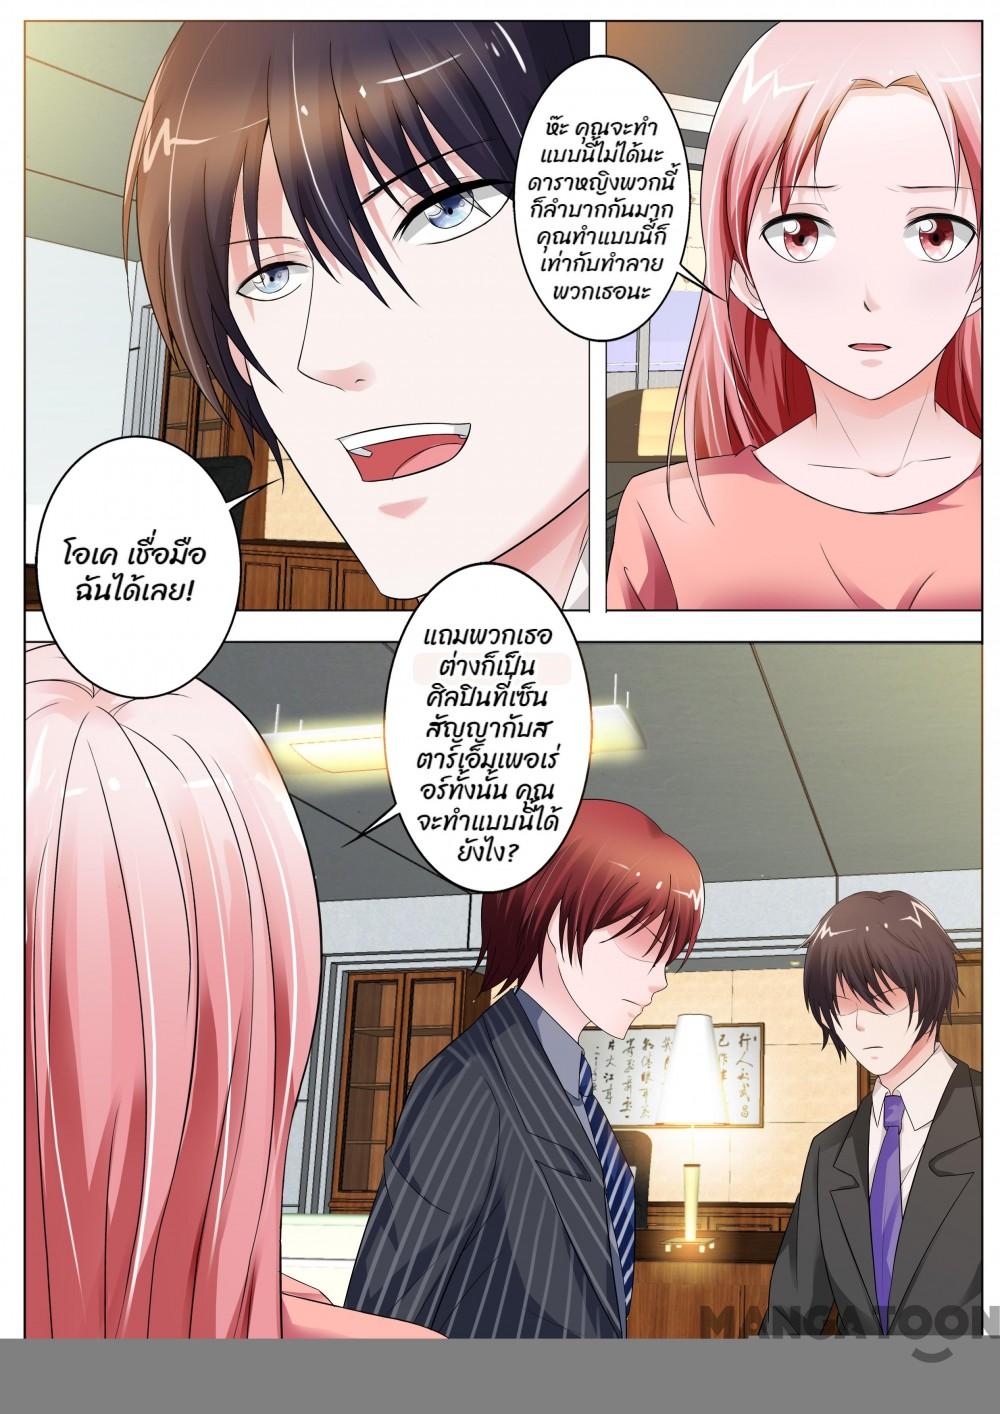 โอเค เชื่อมือ
ฉันได้เลย!
ห๊ะ คุณจะทำ
แบบนี้ไม่ได้นะ
ดาราหญิงพวกนี้
ก็ลำบากกันมาก
คุณทำแบบนี้ก็
เท่ากับทำลาย
พวกเธอนะ
แถมพวกเธอ
ต่างก็เป็น
ศิลปินที่เซ็น
สัญญากับส
ตาร์เอ็มเพอเร่
อร์ทั้งนั้น คุณ
จะทำแบบนี้ได้
ยังไง?
MANGATOON